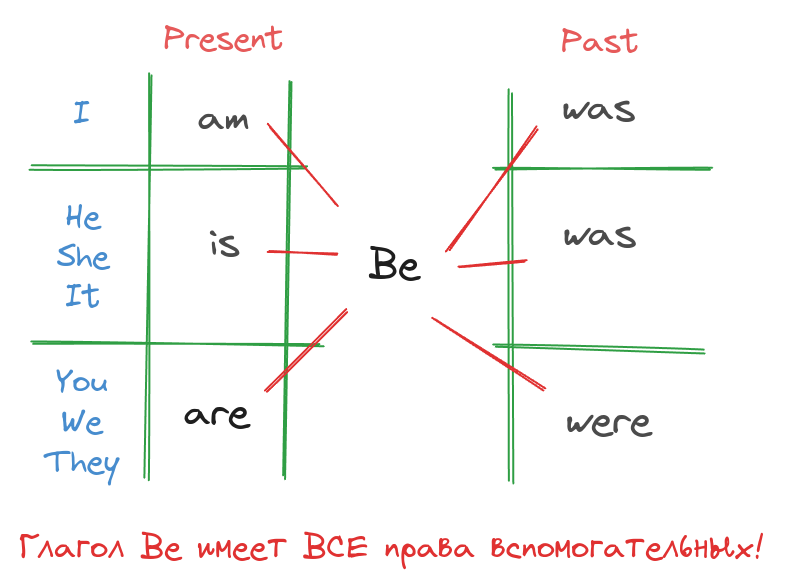 Present
Past
I
am
was
He
She
It
is
Be
was
You
We
They
are
were
Глагол Be имеет ВСЕ права вспомогательных!